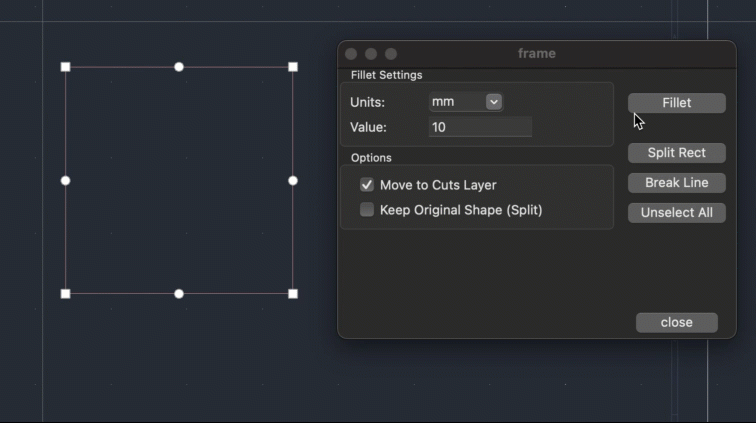 frame
Fillet Settings
Units: mm
Value: 10
Fillet
Split Rect
Break Line
Unselect All
Options
Move to Cuts Layer
Keep Original Shape (Split)
close